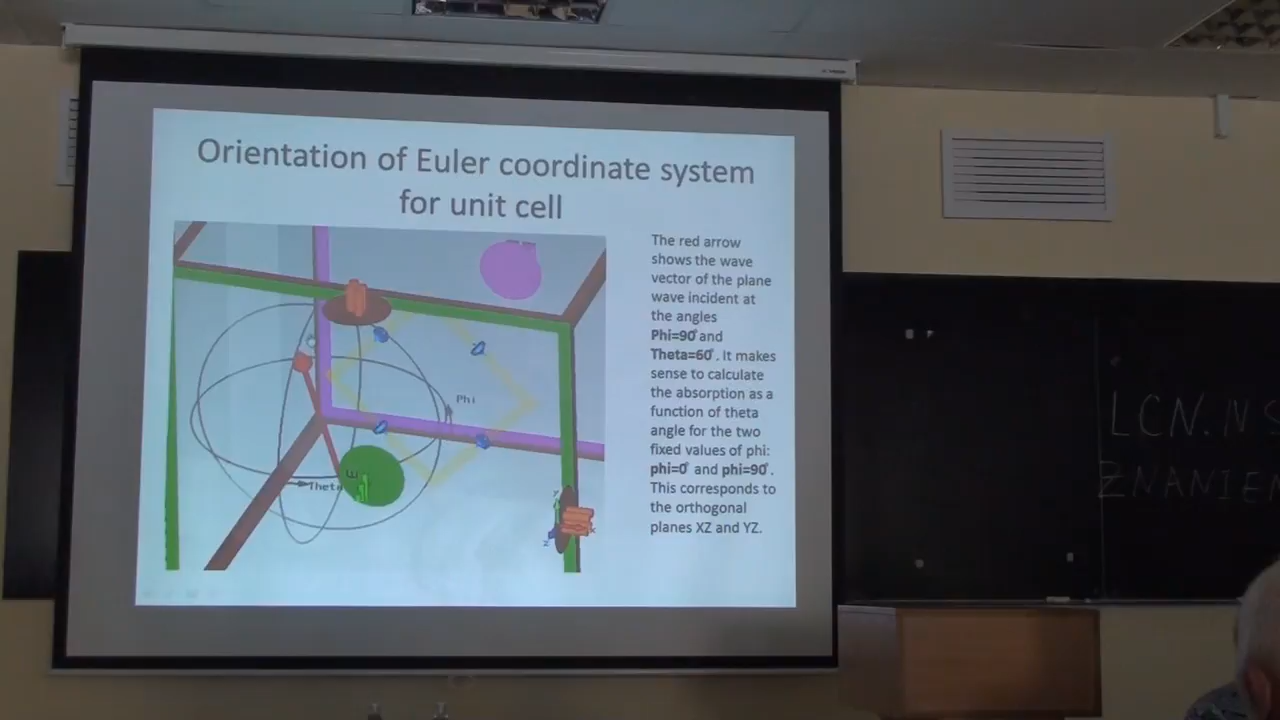 Orientation of Euler coordinate system
for unit cell
The red arrow
shows the wave
vector of the plane
wave incident at
the angles
Phi=90° and
Theta=60°. It makes
sense to calculate
the absorption as a
function of theta
angle for the two
fixed values of phi:
phi=0° and phi=90°.
This corresponds to
the orthogonal
planes XZ and YZ.
Phi
Theta
LCN.NS
ZNANIE